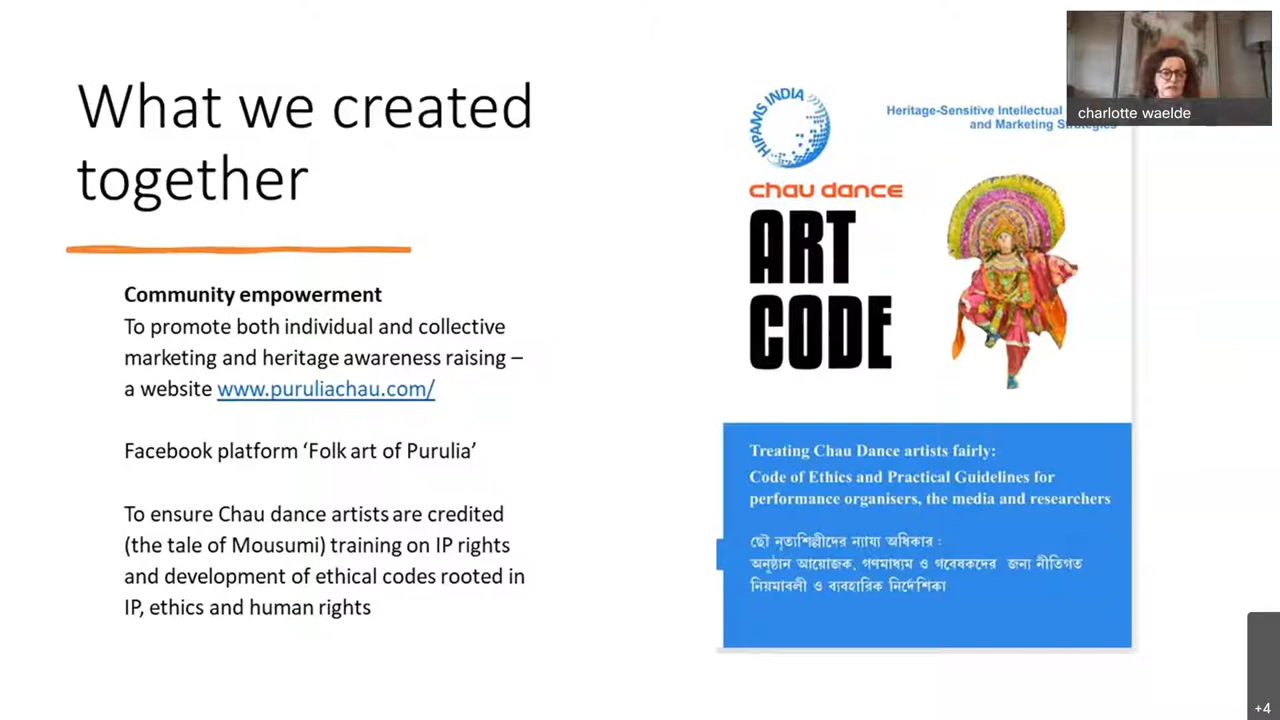 What we created
together
Community empowerment
To promote both individual and collective
marketing and heritage awareness raising –
a website www.puruliachau.com/
Facebook platform ‘Folk art of Purulia’
To ensure Chau dance artists are credited
(the tale of Mousumi) training on IP rights
and development of ethical codes rooted in
IP, ethics and human rights
HIPAMS INDIA
Heritage-Sensitive Intellectual
and Marketing Strategies
chau dance
ART
CODE
Treating Chau Dance artists fairly:
Code of Ethics and Practical Guidelines for
performance organisers, the media and researchers
ছৌ নৃত্যশিল্পীদের ন্যায্য অধিকার :
অনুষ্ঠান আয়োজক, গণমাধ্যম ও গবেষকদের জন্য নীতিগত
নিয়মাবলী ও ব্যবহারিক নির্দেশিকা
charlotte waelde
+4